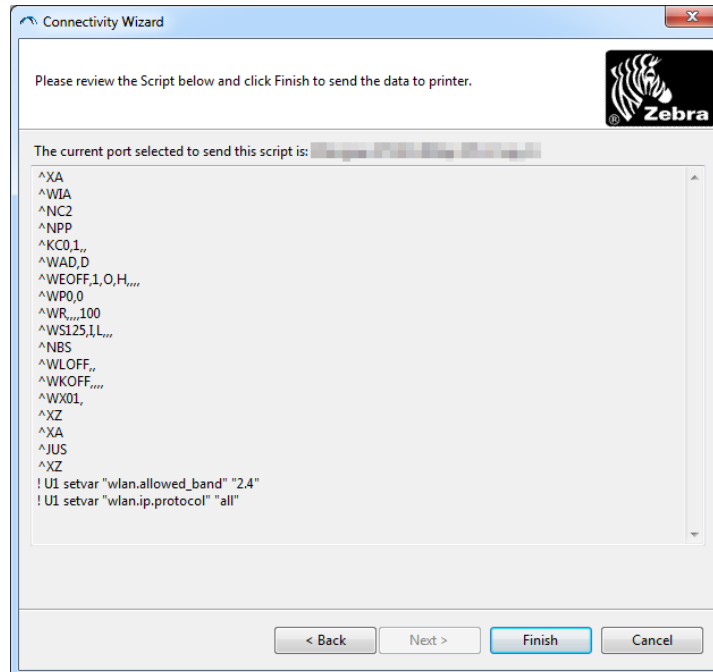 Connectivity Wizard
x
Please review the Script below and click Finish to send the data to printer.
® Zebra
The current port selected to send this script is:
^XA
^WIA
^NC2
^NPP
^KC0,1,,
^WAD,D
^WEOFF,1,O,H,,,,
^WP0,0
^WR,,,,100
^WS125,I,L,,,
^NBS
^WLOFF,,
^WKOFF,,,,
^WX01,
^XZ
^XA
^JUS
^XZ
! U1 setvar "wlan.allowed_band" "2.4"
! U1 setvar "wlan.ip.protocol" "all"
< Back
Next >
Finish
Cancel